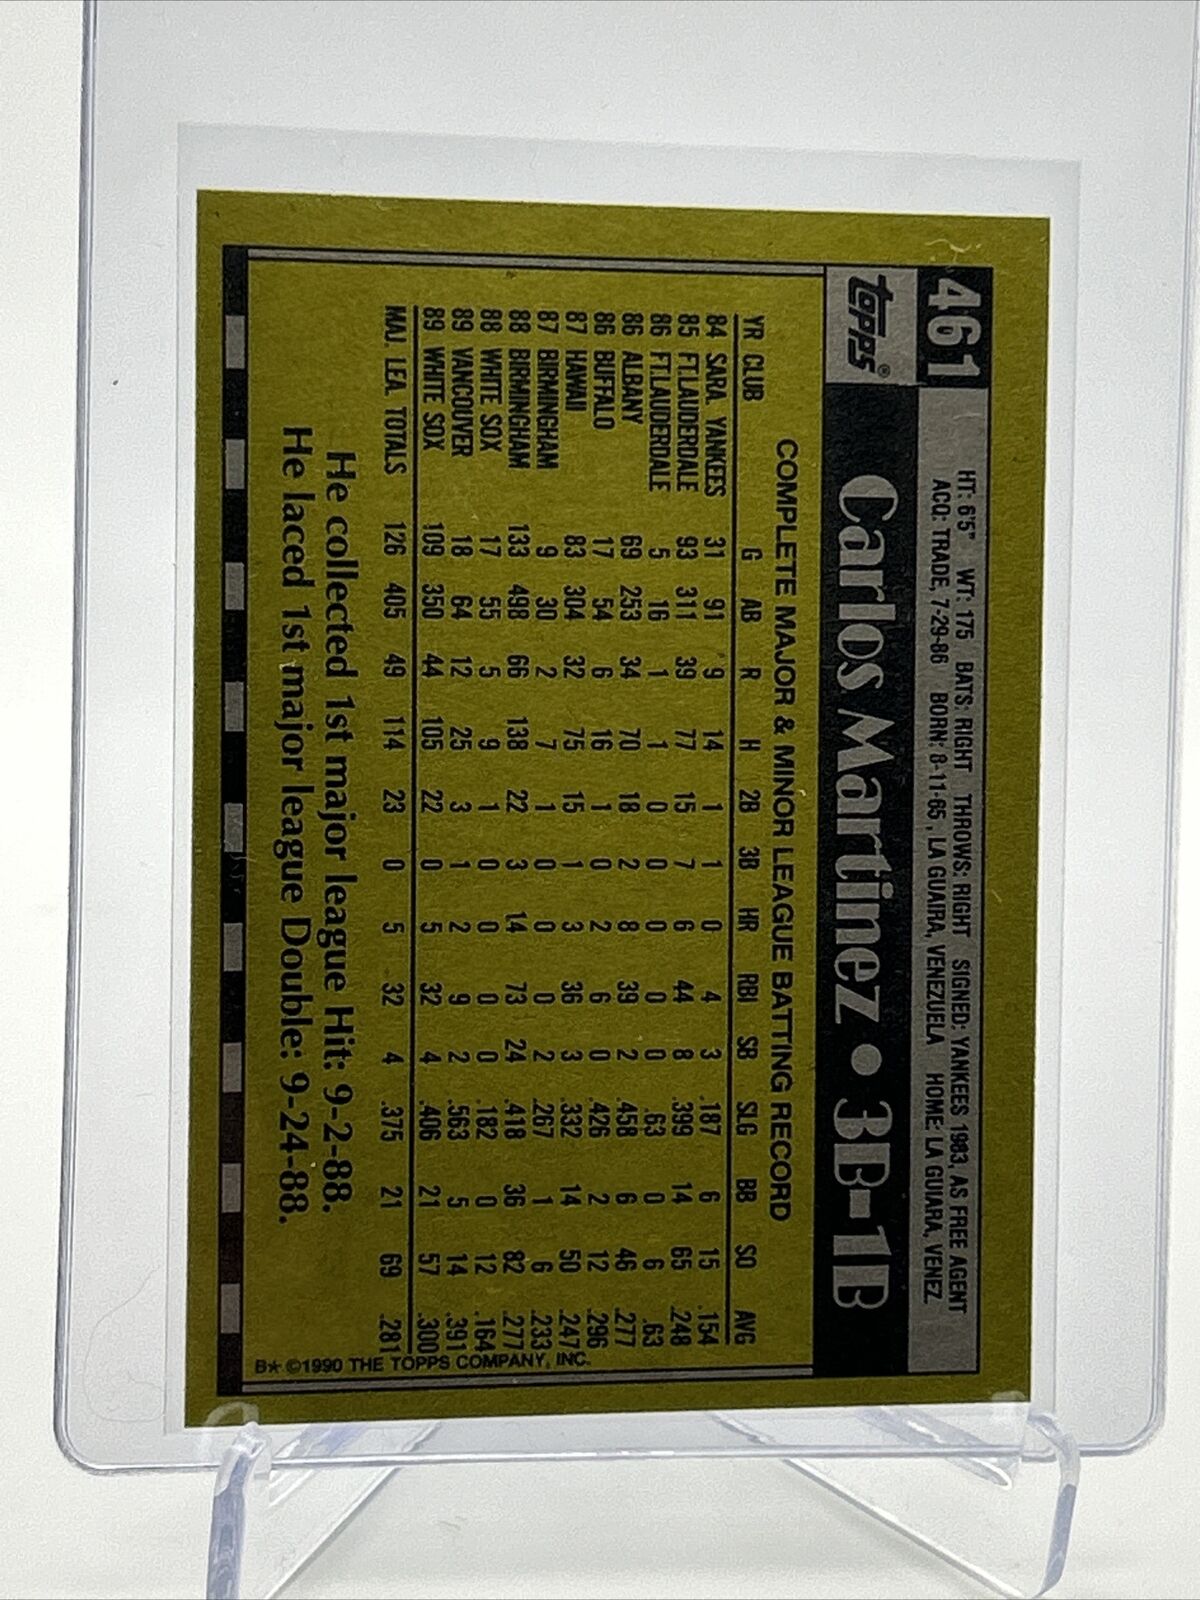 461
HT: 6'5" WT: 175 BATS: RIGHT THROWS: RIGHT SIGNED: YANKEES 1983, AS FREE AGENT
ACQ: TRADE, 7-29-86 BORN: 8-11-65, LA GUAIRA, VENEZUELA HOME: LA GUIARA, VENEZ.
topps®
Carlos Martinez • 3B-1B
COMPLETE MAJOR & MINOR LEAGUE BATTING RECORD
YR CLUB G AB R H 2B 3B HR RBI SB SLG BB SO AVG
84 SARA. YANKEES 31 91 9 14 1 1 0 4 3 .187 6 15 .154
85 FT.LAUDERDALE 93 311 39 77 15 7 6 44 8 .399 14 65 .248
86 FT.LAUDERDALE 5 16 1 1 0 0 0 0 0 .63 0 6 .63
86 ALBANY 69 253 34 70 18 2 8 39 2 .458 6 46 .277
86 BUFFALO 17 54 6 16 1 0 2 6 0 .426 2 12 .296
87 HAWAII 83 304 32 75 15 1 3 36 3 .332 14 50 .247
87 BIRMINGHAM 9 30 2 7 1 0 0 0 2 .267 1 6 .233
88 BIRMINGHAM 133 498 66 138 22 3 14 73 24 .418 36 82 .277
88 WHITE SOX 17 55 5 9 1 0 0 0 0 .182 0 12 .164
89 VANCOUVER 18 64 12 25 3 1 2 9 2 .563 5 14 .391
89 WHITE SOX 109 350 44 105 22 0 5 32 4 .406 21 57 .300
MAJ. LEA. TOTALS 126 405 49 114 23 0 5 32 4 .375 21 69 .281
He collected 1st major league Hit: 9-2-88.
He laced 1st major league Double: 9-24-88.
B* ©1990 THE TOPPS COMPANY, INC.